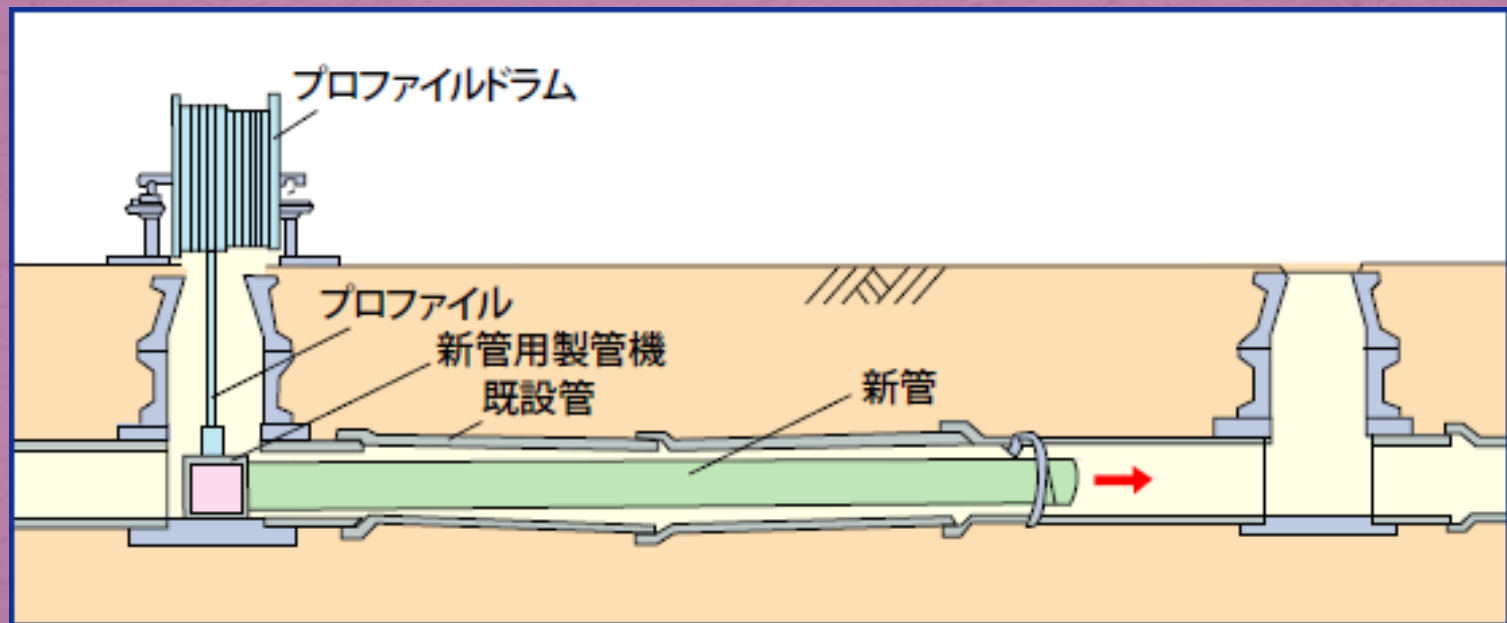 プロファイルドラム
プロファイル
新管用製管機
既設管
新管